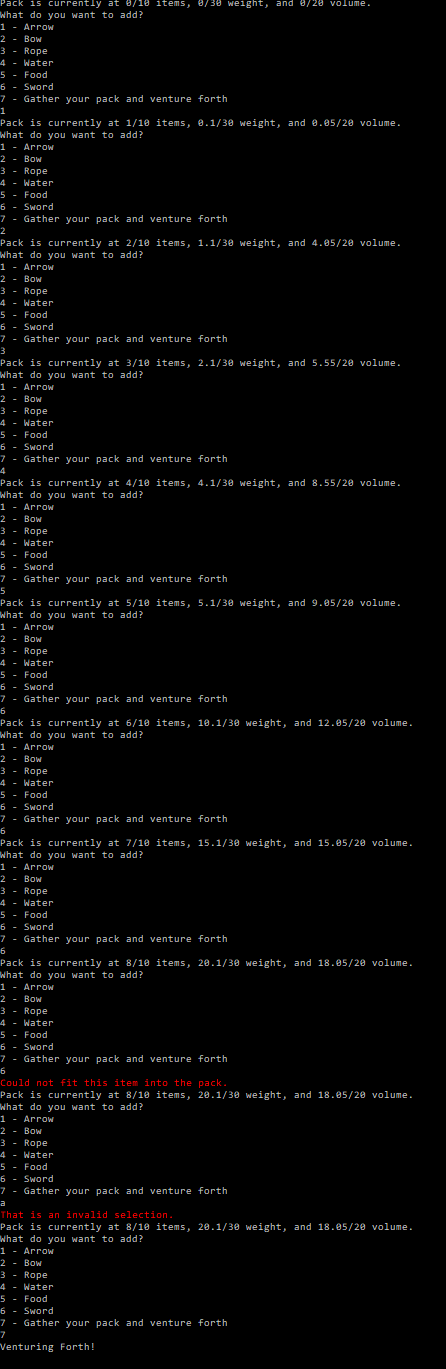 Pack is currently at 0/10 items, 0/30 weight, and 0/20 volume.
What do you want to add?
1 - Arrow
2 - Bow
3 - Rope
4 - Water
5 - Food
6 - Sword
7 - Gather your pack and venture forth
1
Pack is currently at 1/10 items, 0.1/30 weight, and 0.05/20 volume.
What do you want to add?
1 - Arrow
2 - Bow
3 - Rope
4 - Water
5 - Food
6 - Sword
7 - Gather your pack and venture forth
2
Pack is currently at 2/10 items, 1.1/30 weight, and 4.05/20 volume.
What do you want to add?
1 - Arrow
2 - Bow
3 - Rope
4 - Water
5 - Food
6 - Sword
7 - Gather your pack and venture forth
3
Pack is currently at 3/10 items, 2.1/30 weight, and 5.55/20 volume.
What do you want to add?
1 - Arrow
2 - Bow
3 - Rope
4 - Water
5 - Food
6 - Sword
7 - Gather your pack and venture forth
4
Pack is currently at 4/10 items, 4.1/30 weight, and 8.55/20 volume.
What do you want to add?
1 - Arrow
2 - Bow
3 - Rope
4 - Water
5 - Food
6 - Sword
7 - Gather your pack and venture forth
5
Pack is currently at 5/10 items, 5.1/30 weight, and 9.05/20 volume.
What do you want to add?
1 - Arrow
2 - Bow
3 - Rope
4 - Water
5 - Food
6 - Sword
7 - Gather your pack and venture forth
6
Pack is currently at 6/10 items, 10.1/30 weight, and 12.05/20 volume.
What do you want to add?
1 - Arrow
2 - Bow
3 - Rope
4 - Water
5 - Food
6 - Sword
7 - Gather your pack and venture forth
6
Pack is currently at 7/10 items, 15.1/30 weight, and 15.05/20 volume.
What do you want to add?
1 - Arrow
2 - Bow
3 - Rope
4 - Water
5 - Food
6 - Sword
7 - Gather your pack and venture forth
6
Pack is currently at 8/10 items, 20.1/30 weight, and 18.05/20 volume.
What do you want to add?
1 - Arrow
2 - Bow
3 - Rope
4 - Water
5 - Food
6 - Sword
7 - Gather your pack and venture forth
6
Could not fit this item into the pack.
Pack is currently at 8/10 items, 20.1/30 weight, and 18.05/20 volume.
What do you want to add?
1 - Arrow
2 - Bow
3 - Rope
4 - Water
5 - Food
6 - Sword
7 - Gather your pack and venture forth
a
That is an invalid selection.
Pack is currently at 8/10 items, 20.1/30 weight, and 18.05/20 volume.
What do you want to add?
1 - Arrow
2 - Bow
3 - Rope
4 - Water
5 - Food
6 - Sword
7 - Gather your pack and venture forth
7
Venturing Forth!